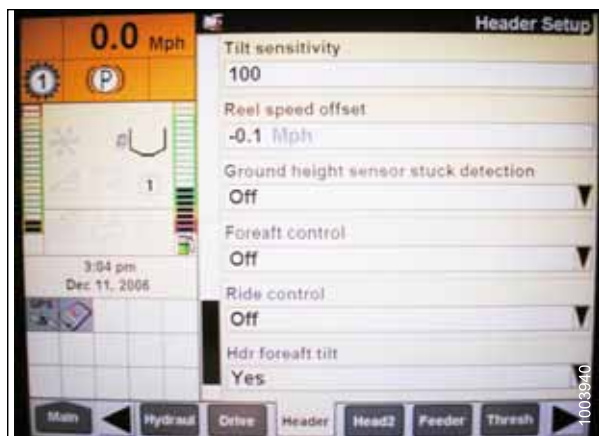 0.0 Mph
1
P
1
3:04 pm
Dec 11, 2006
GPS
Header Setup
Tilt sensitivity
100
Reel speed offset
-0.1 Mph
Ground height sensor stuck detection
Off
Foreaft control
Off
Ride control
Off
Hdr foreaft tilt
Yes
Main
Hydraul
Drive
Header
Head2
Feeder
Thresh
1003940